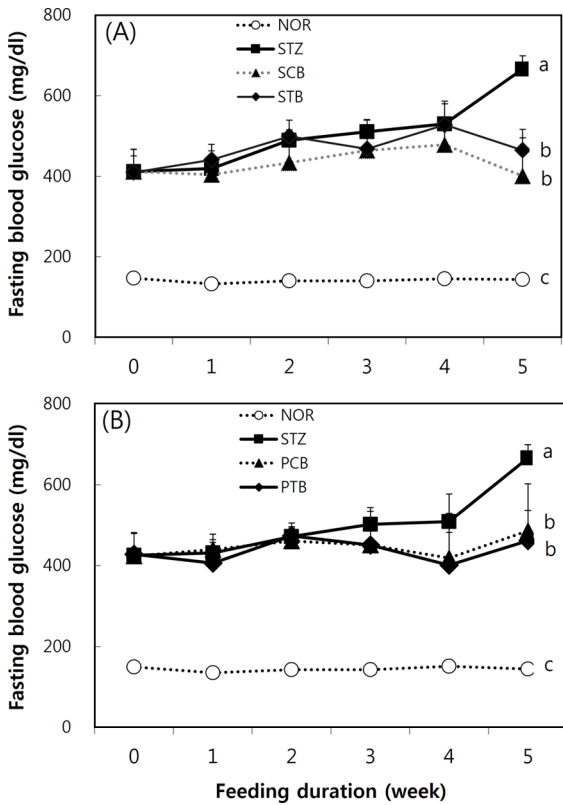 Fasting blood glucose (mg/dl)
800
600
400
200
0
(A)
NOR
STZ
SCB
STB
a
b
b
c
0 1 2 3 4 5
Fasting blood glucose (mg/dl)
800
600
400
200
0
(B)
NOR
STZ
PCB
PTB
a
b
b
c
0 1 2 3 4 5
Feeding duration (week)